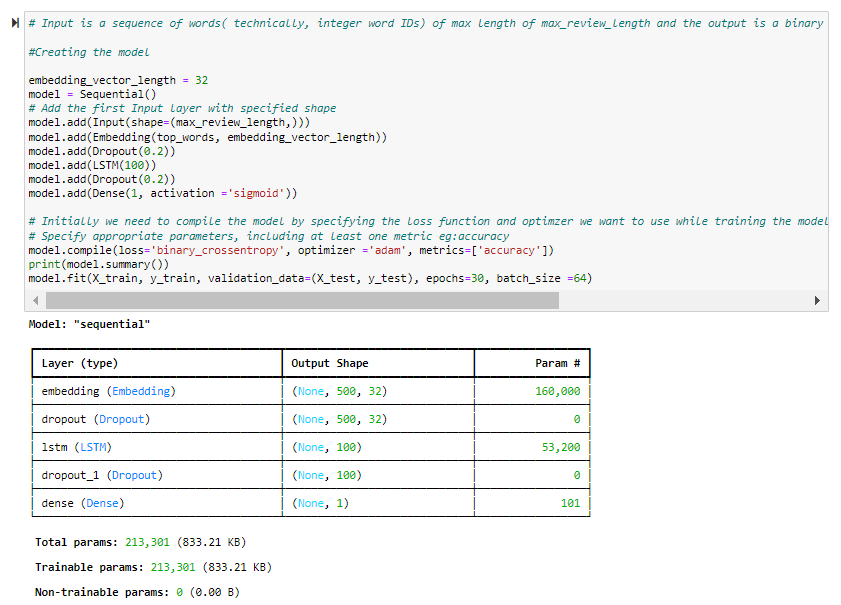 # Input is a sequence of words( technically, integer word IDs) of max length of max_review_length and the output is a binary
#Creating the model
embedding_vector_length = 32
model = Sequential()
# Add the first Input layer with specified shape
model.add(Input(shape=(max_review_length,)))
model.add(Embedding(top_words, embedding_vector_length))
model.add(Dropout(0.2))
model.add(LSTM(100))
model.add(Dropout(0.2))
model.add(Dense(1, activation ='sigmoid'))
# Initially we need to compile the model by specifying the loss function and optimzer we want to use while training the model
# Specify appropriate parameters, including at least one metric eg:accuracy
model.compile(loss='binary_crossentropy', optimizer ='adam', metrics=['accuracy'])
print(model.summary())
model.fit(X_train, y_train, validation_data=(X_test, y_test), epochs=30, batch_size =64)
Model: "sequential"
Layer (type) Output Shape Param #
embedding (Embedding) (None, 500, 32) 160,000
dropout (Dropout) (None, 500, 32) 0
lstm (LSTM) (None, 100) 53,200
dropout_1 (Dropout) (None, 100) 0
dense (Dense) (None, 1) 101
Total params: 213,301 (833.21 KB)
Trainable params: 213,301 (833.21 KB)
Non-trainable params: 0 (0.00 B)